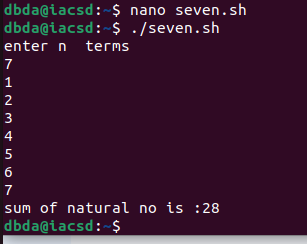 dbda@iacsd:~$ nano seven.sh
dbda@iacsd:~$ ./seven.sh
enter n  terms
7
1
2
3
4
5
6
7
sum of natural no is :28
dbda@iacsd:~$